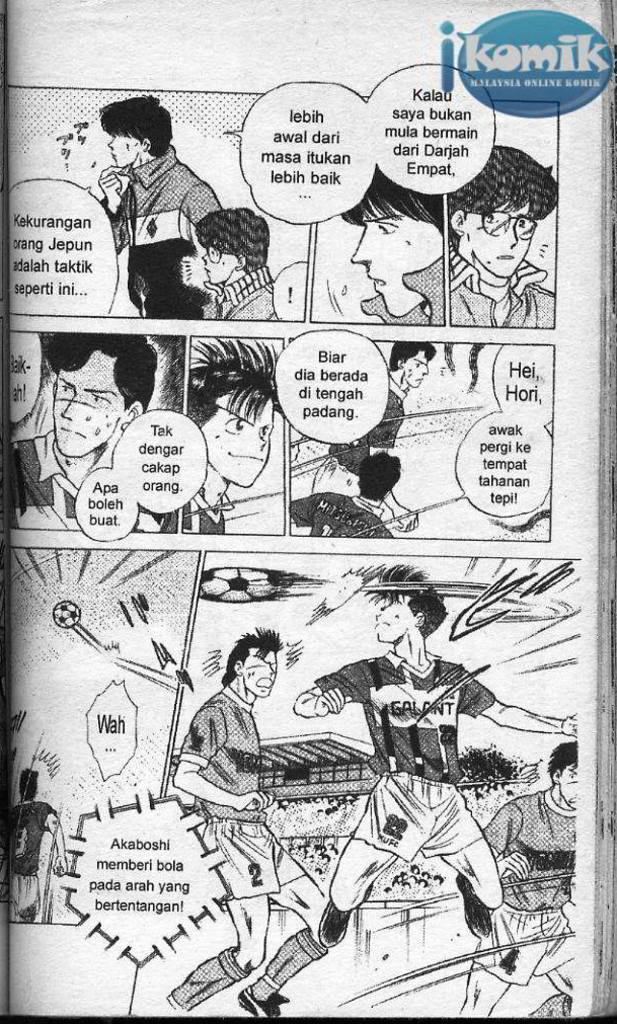 ikomik
MALAYSIA ONLINE KOMIK
Kalau
saya bukan
mula bermain
dari Darjah
Empat,
lebih
awal dari
masa itukan
lebih baik
...
Kekurangan
orang Jepun
adalah taktik
seperti ini...
!
Hei,
Hori,
awak
pergi ke
tempat
tahanan
tepi!
Biar
dia berada
di tengah
padang.
Tak
dengar
cakap
orang.
Apa
boleh
buat.
Baik-
lah!
Wah
...
Akaboshi
memberi bola
pada arah yang
bertentangan!
GALANT
2
4